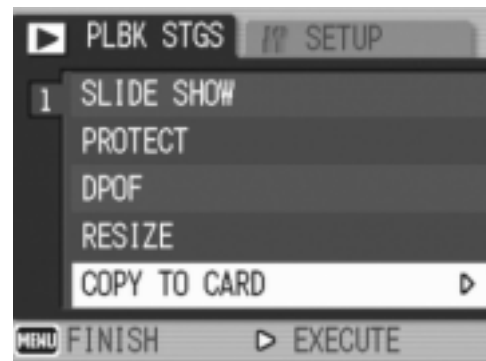 PLBK STGS SETUP
1 SLIDE SHOW
PROTECT
DPOF
RESIZE
COPY TO CARD
MENU FINISH EXECUTE